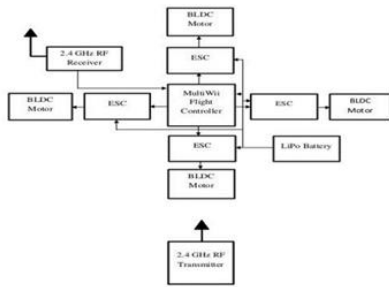 BLDC
Motor
2.4 GHz RF
Receiver
ESC
BLDC
Motor
ESC
MultiWii
Flight
Controller
ESC
BLDC
Motor
ESC
LiPo Battery
BLDC
Motor
2.4 GHz RF
Transmitter